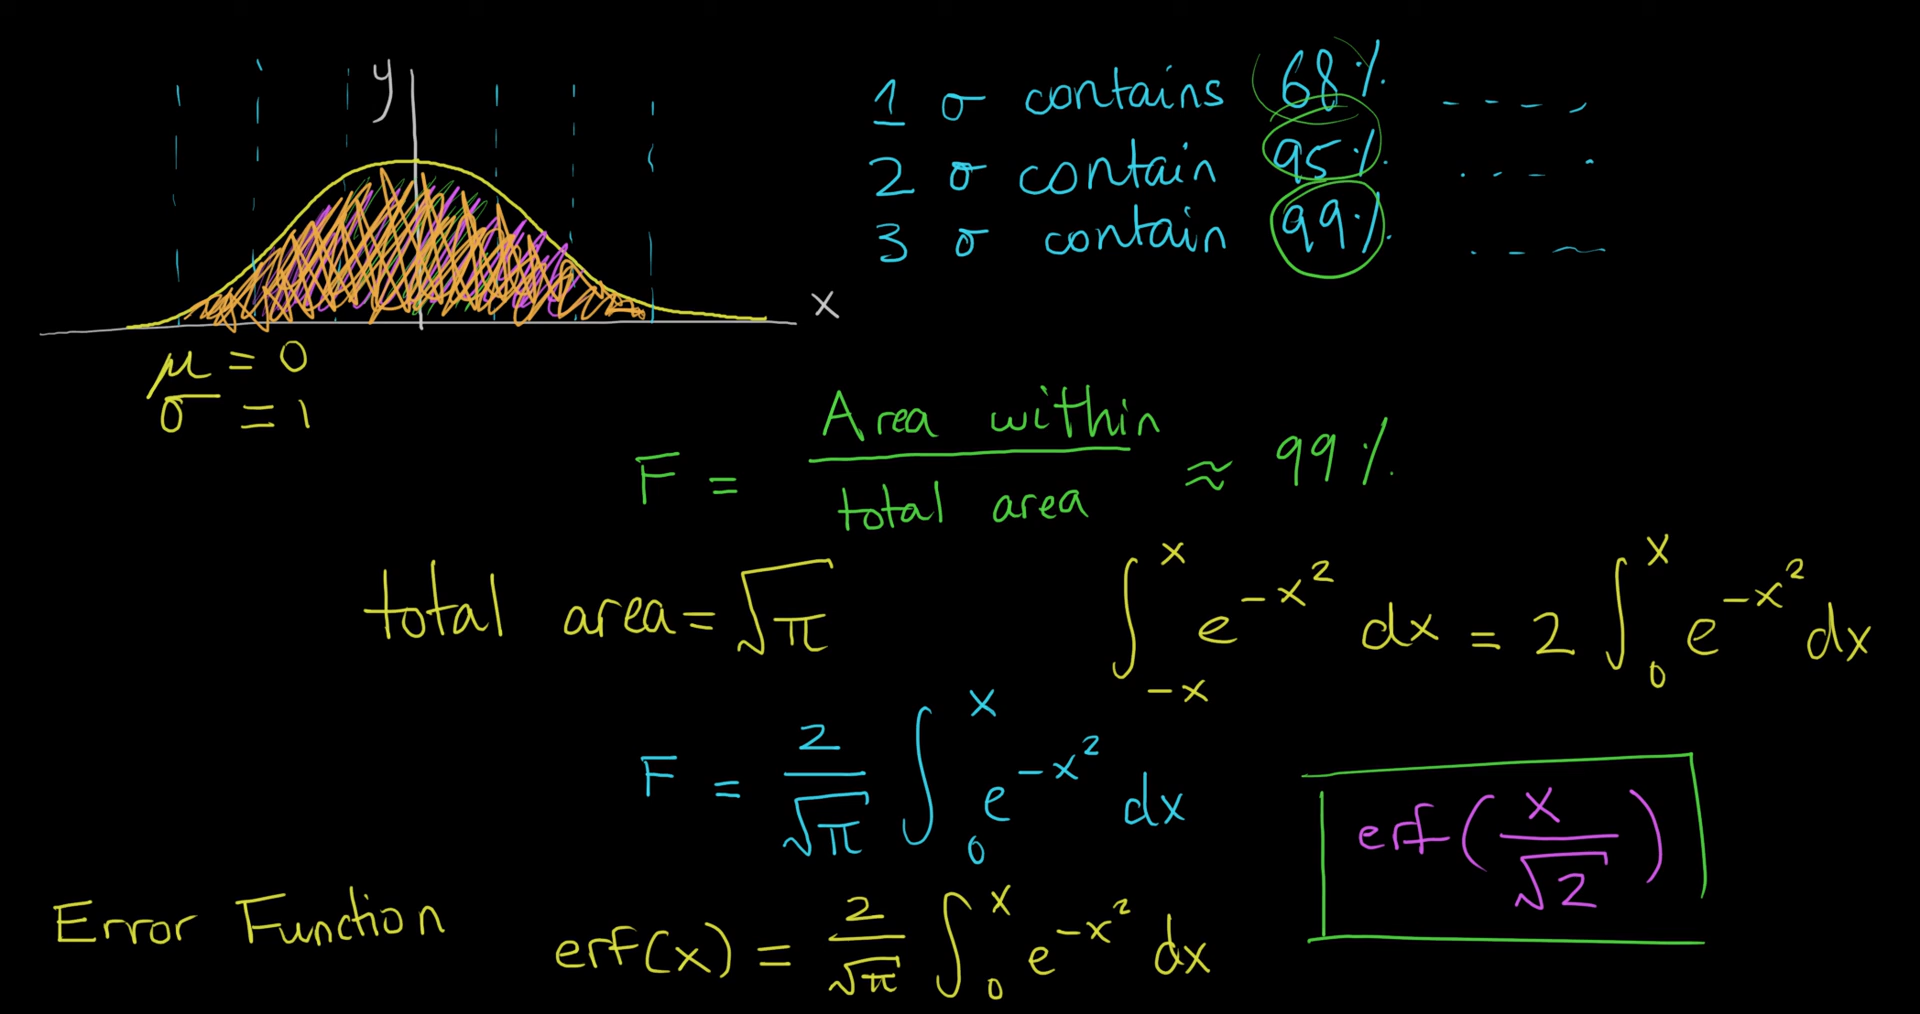 y
x
μ = 0
σ = 1
1 σ contains 68% - - - -
2 σ contain 95% - - - -
3 σ contain 99% - - -
F = Area within / total area ≈ 99%
total area = √π
∫_{-x}^{x} e^{-x²} dx = 2 ∫_0^x e^{-x²} dx
F = 2/√π ∫_0^x e^{-x²} dx
erf(x/√2)
Error Function
erf(x) = 2/√π ∫_0^x e^{-x²} dx